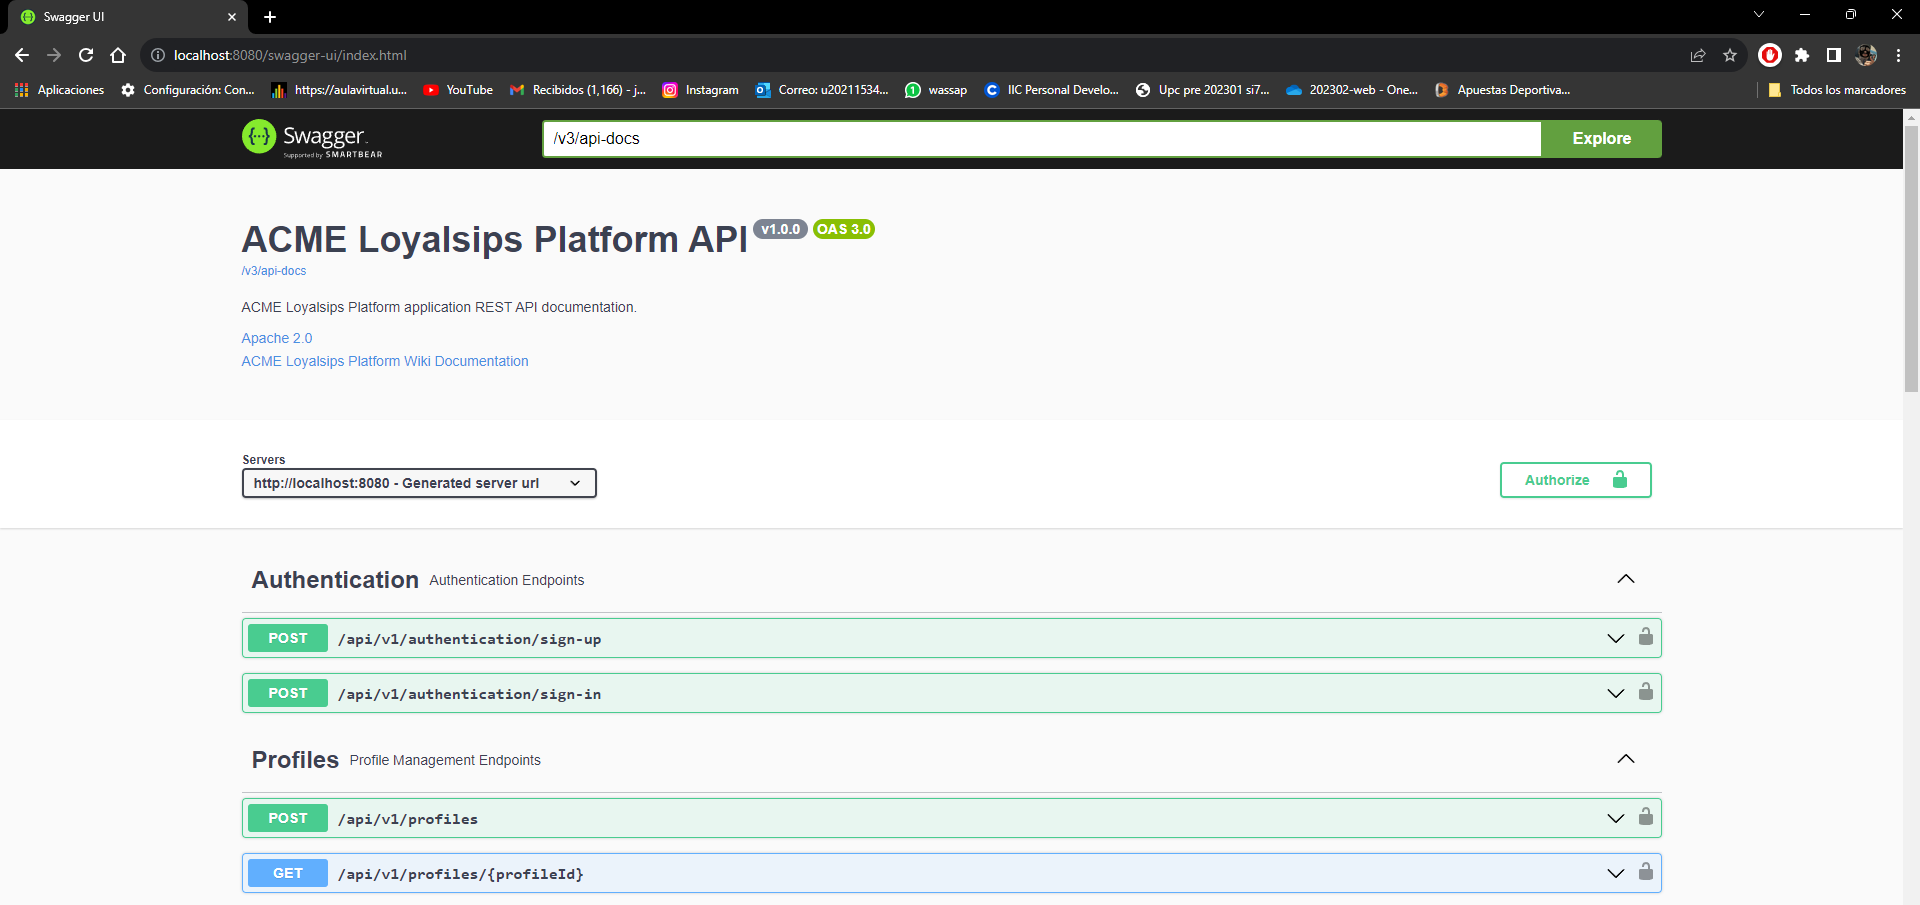 Swagger UI
localhost:8080/swagger-ui/index.html
Aplicaciones
Configuración: Con...
https://aulavirtual.u...
YouTube
Recibidos (1,166) - j...
Instagram
Correo: u20211534...
1
wassap
IIC Personal Develo...
Upc pre 202301 si7...
202302-web - One...
Apuestas Deportiva...
Todos los marcadores
Swagger
Supported by SMARTBEAR
/v3/api-docs
Explore
ACME Loyalsips Platform API v1.0.0 OAS 3.0
/v3/api-docs
ACME Loyalsips Platform application REST API documentation.
Apache 2.0
ACME Loyalsips Platform Wiki Documentation
Servers
http://localhost:8080 - Generated server url
Authorize
Authentication Authentication Endpoints
POST /api/v1/authentication/sign-up
POST /api/v1/authentication/sign-in
Profiles Profile Management Endpoints
POST /api/v1/profiles
GET /api/v1/profiles/{profileId}